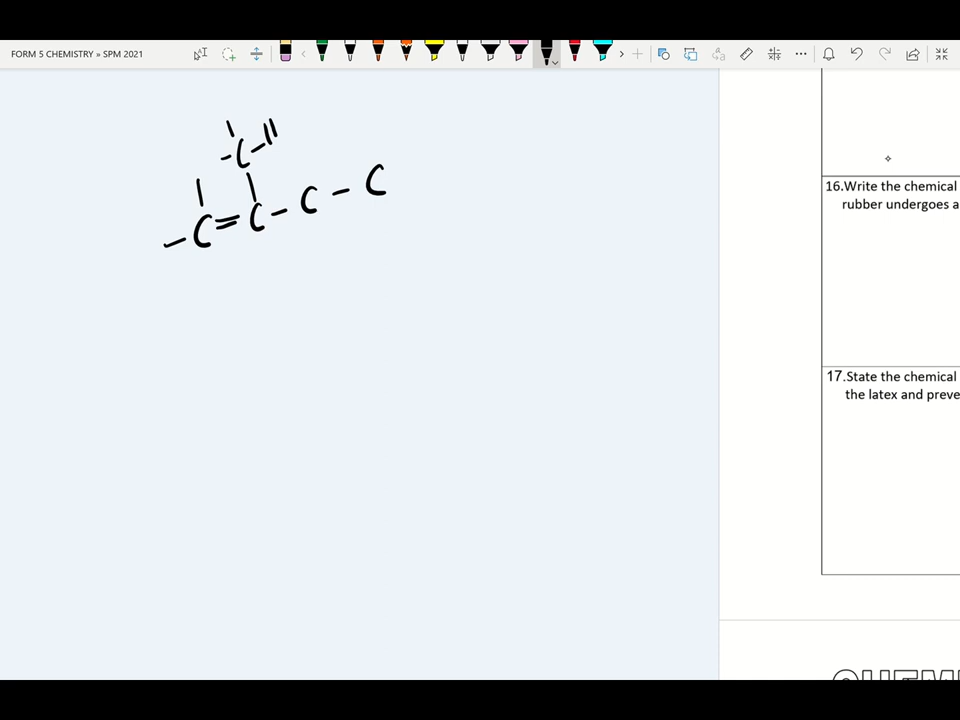 FORM 5 CHEMISTRY » SPM 2021
- C - H
- C = C - C - C
16.Write the chemical
rubber undergoes a
17.State the chemical
the latex and preve